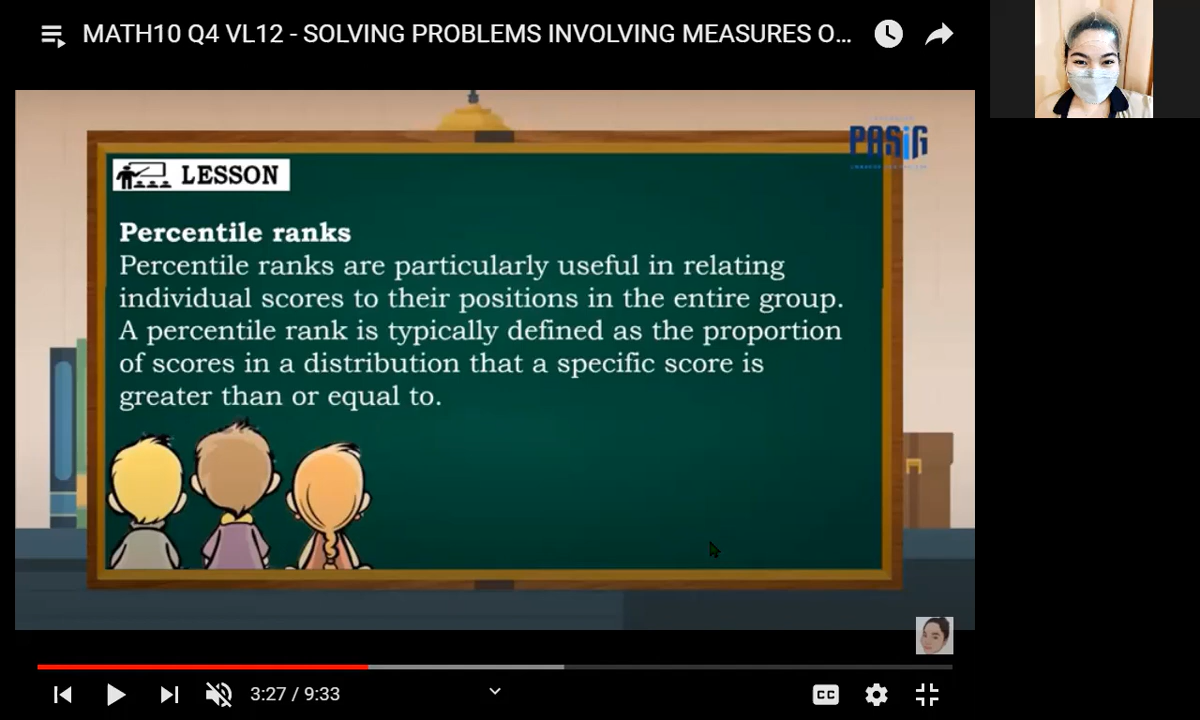 MATH10 Q4 VL12 - SOLVING PROBLEMS INVOLVING MEASURES O...
PASiG
LESSON
Percentile ranks
Percentile ranks are particularly useful in relating
individual scores to their positions in the entire group.
A percentile rank is typically defined as the proportion
of scores in a distribution that a specific score is
greater than or equal to.
3:27 / 9:33
CC